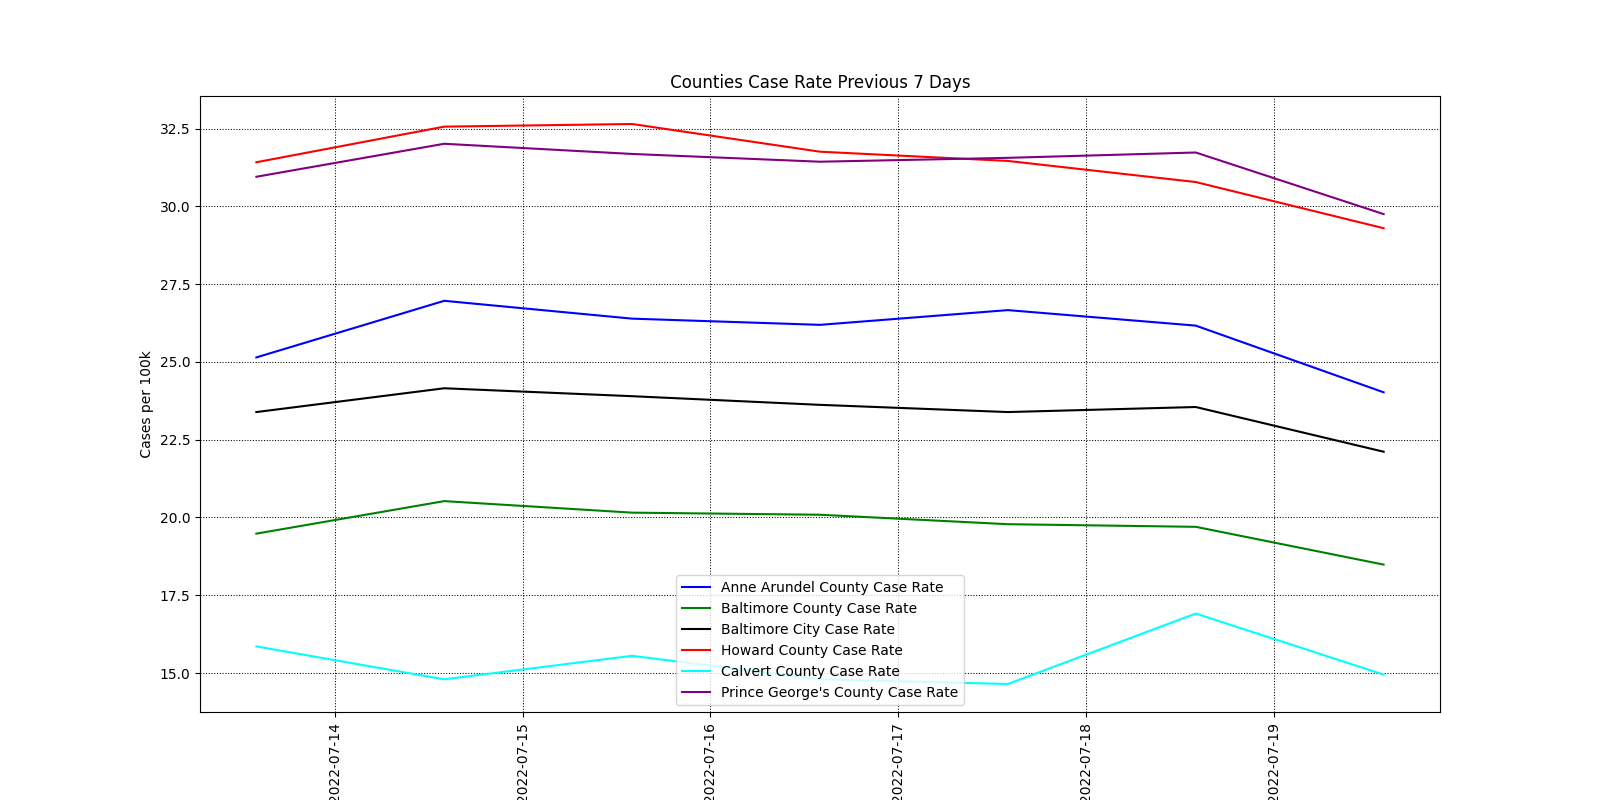 Counties Case Rate Previous 7 Days
32.5
30.0
27.5
25.0
22.5
20.0
17.5
15.0
Cases per 100k
Anne Arundel County Case Rate
Baltimore County Case Rate
Baltimore City Case Rate
Howard County Case Rate
Calvert County Case Rate
Prince George's County Case Rate
2022-07-14
2022-07-15
2022-07-16
2022-07-17
2022-07-18
2022-07-19